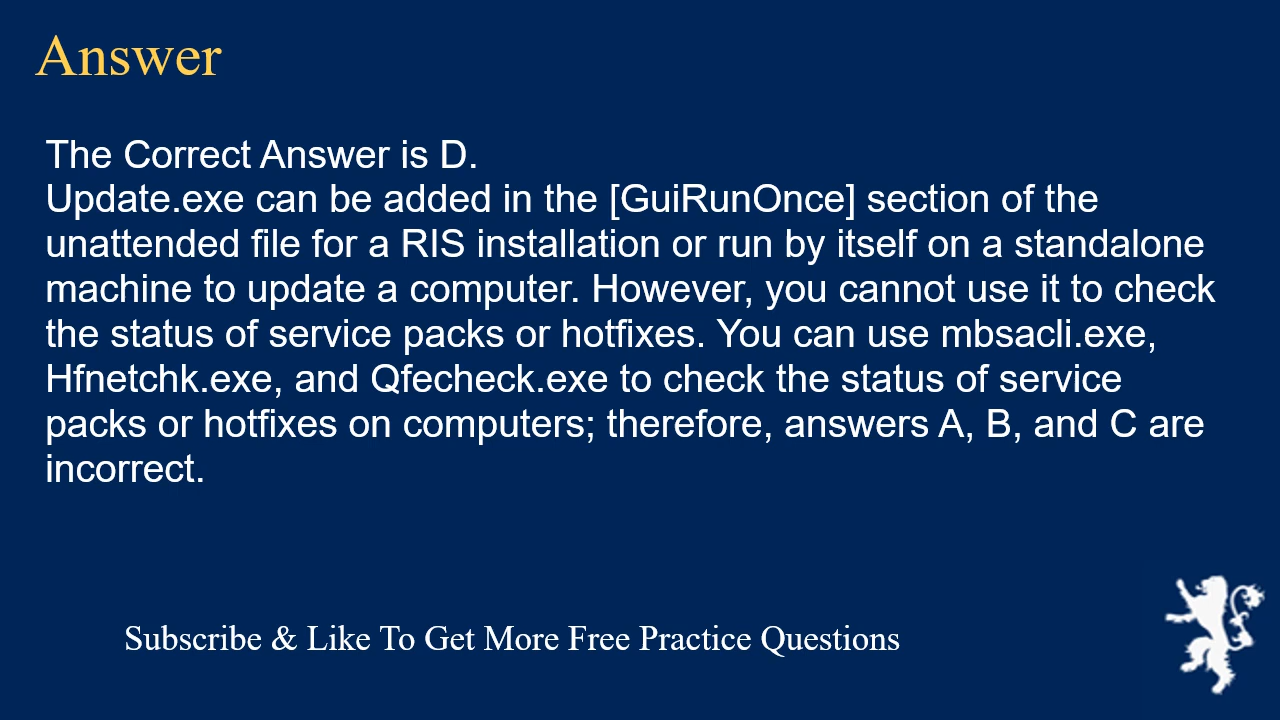 Answer
The Correct Answer is D.
Update.exe can be added in the [GuiRunOnce] section of the
unattended file for a RIS installation or run by itself on a standalone
machine to update a computer. However, you cannot use it to check
the status of service packs or hotfixes. You can use mbsacli.exe,
Hfnetchk.exe, and Qfecheck.exe to check the status of service
packs or hotfixes on computers; therefore, answers A, B, and C are
incorrect.
Subscribe & Like To Get More Free Practice Questions